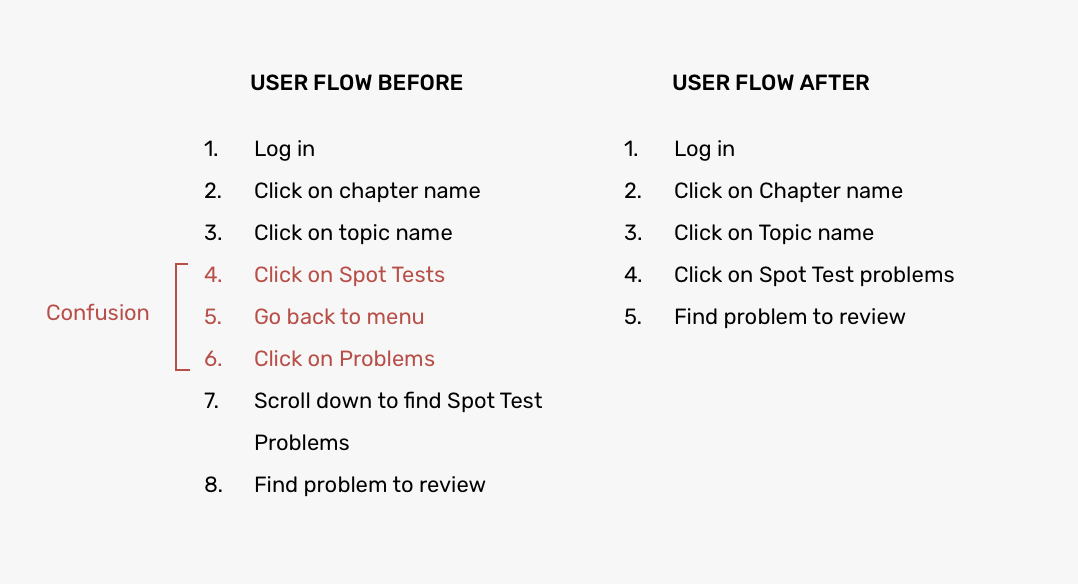 USER FLOW BEFORE
1. Log in
2. Click on chapter name
3. Click on topic name
4. Click on Spot Tests
5. Go back to menu
6. Click on Problems
7. Scroll down to find Spot Test
Problems
8. Find problem to review
Confusion
USER FLOW AFTER
1. Log in
2. Click on Chapter name
3. Click on Topic name
4. Click on Spot Test problems
5. Find problem to review